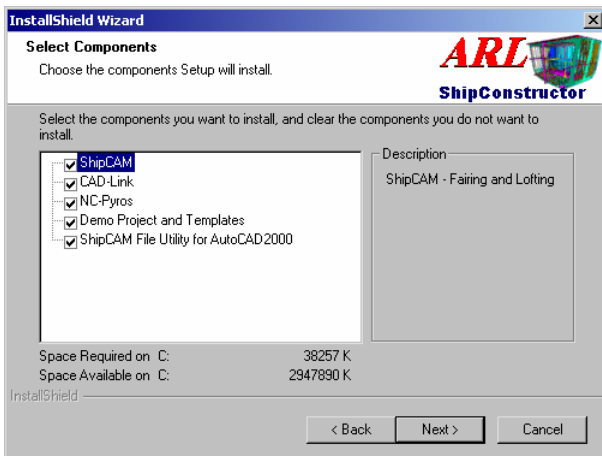 InstallShield Wizard
Select Components
Choose the components Setup will install.
ARL
ShipConstructor
Select the components you want to install, and clear the components you do not want to
install.
ShipCAM
CAD-Link
NC-Pyros
Demo Project and Templates
ShipCAM File Utility for AutoCAD2000
Description
ShipCAM - Fairing and Lofting
Space Required on C: 38257 K
Space Available on C: 2947890 K
InstallShield
< Back Next > Cancel